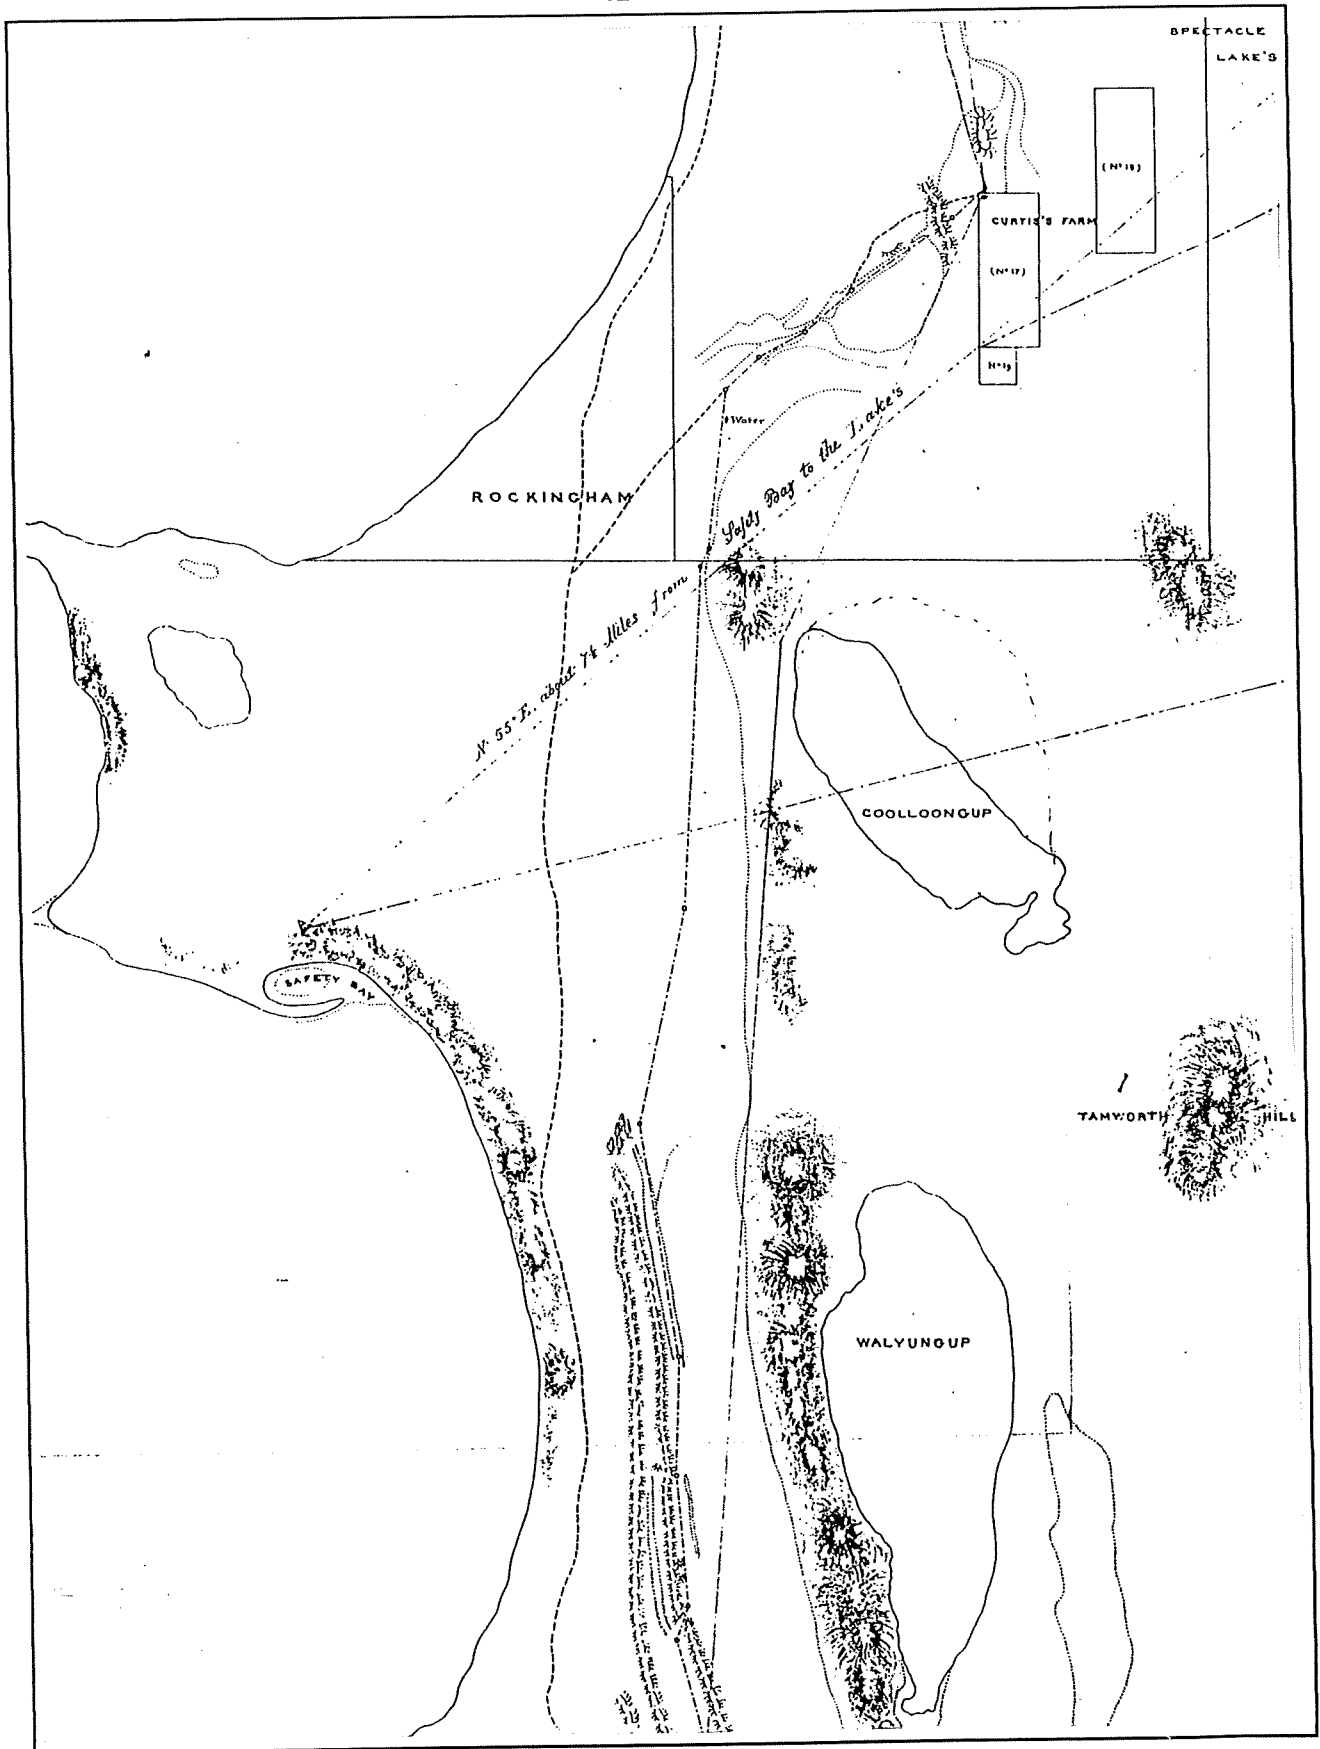 SPECTACLE
LAKE'S
(No 18)
CURTIS'S FARM
(No 17)
No 19
Water
ROCKINGHAM
N. 55° E. about 7½ Miles from Safety Bay to the Lake's
COOLLOONGUP
SAFETY BAY
TAMWORTH HILL
WALYUNGUP